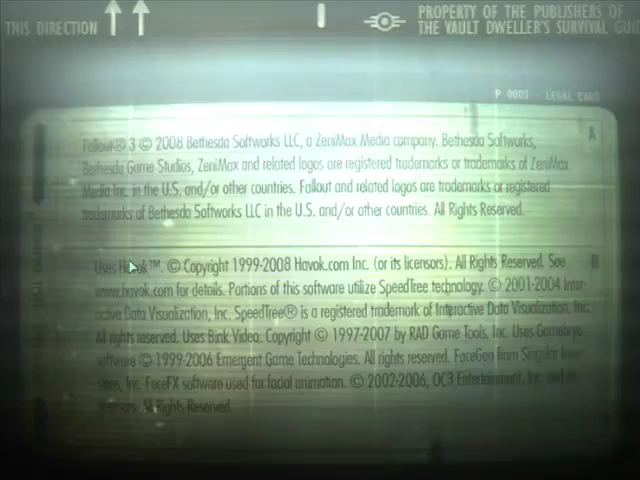 THIS DIRECTION
PROPERTY OF THE PUBLISHERS OF
THE VAULT DWELLER'S SURVIVAL GUI
P 0003 LEGAL CARD
A
Fallout® 3 © 2008 Bethesda Softworks LLC, a ZeniMax Media company. Bethesda Softworks,
Bethesda Game Studios, ZeniMax and related logos are registered trademarks or trademarks of ZeniMax
Media Inc. in the U.S. and/or other countries. Fallout and related logos are trademarks or registered
trademarks of Bethesda Softworks LLC in the U.S. and/or other countries. All Rights Reserved.
Uses Havok™. © Copyright 1999-2008 Havok.com Inc. (or its licensors). All Rights Reserved. See
B
www.havok.com for details. Portions of this software utilize SpeedTree technology. © 2001-2004 Inter-
active Data Visualization, Inc. SpeedTree® is a registered trademark of Interactive Data Visualization, Inc.
All rights reserved. Uses Bink Video. Copyright © 1997-2007 by RAD Game Tools, Inc. Uses Gamebryo
software © 1999-2006 Emergent Game Technologies. All rights reserved. FaceGen from Singular Inver-
sions, Inc. FaceFX software used for facial animation. © 2002-2006, OC3 Entertainment, Inc. and its
licensors. All Rights Reserved.